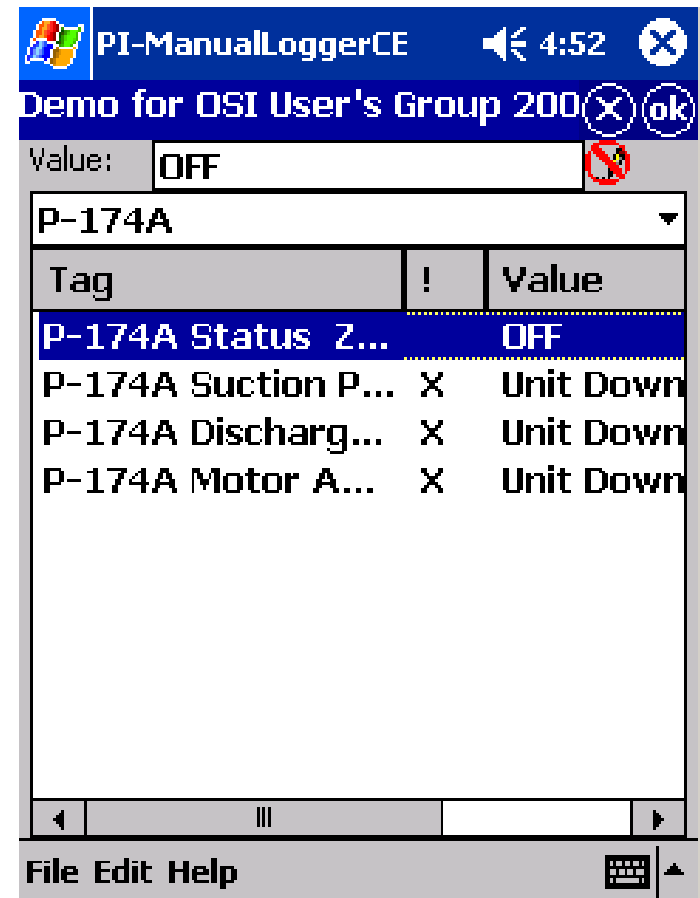 PI-ManualLoggerCE 4:52
Demo for OSI User's Group 200 X ok
Value: OFF
P-174A
Tag ! Value
P-174A Status Z... OFF
P-174A Suction P... X Unit Down
P-174A Discharg... X Unit Down
P-174A Motor A... X Unit Down
File Edit Help